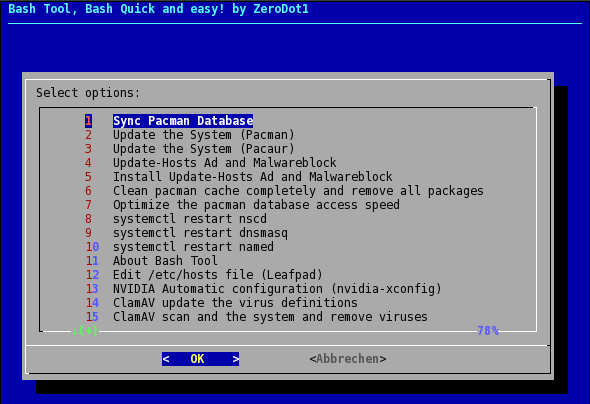 Bash Tool, Bash Quick and easy! by ZeroDot1
Select options:
1 Sync Pacman Database
2 Update the System (Pacman)
3 Update the System (Pacaur)
4 Update-Hosts Ad and Malwareblock
5 Install Update-Hosts Ad and Malwareblock
6 Clean pacman cache completely and remove all packages
7 Optimize the pacman database access speed
8 systemctl restart nscd
9 systemctl restart dnsmasq
10 systemctl restart named
11 About Bash Tool
12 Edit /etc/hosts file (Leafpad)
13 NVIDIA Automatic configuration (nvidia-xconfig)
14 ClamAV update the virus definitions
15 ClamAV scan and the system and remove viruses
↓(+) 78%
< OK > <Abbrechen>